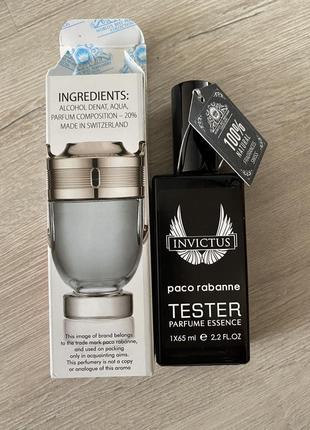 INGREDIENTS:
ALCOHOL DENAT, AQUA,
PARFUM COMPOSITION – 20%
MADE IN SWITZERLAND
This image of brand belongs
to the trade mark paco rabanne,
and used on packing
only in acquainting aims.
This perfumery is not a copy
or analogue of this aroma
100%
NATURAL
INVICTUS
paco rabanne
TESTER
PARFUME ESSENCE
1X65 ml ℮ 2.2 FL.OZ